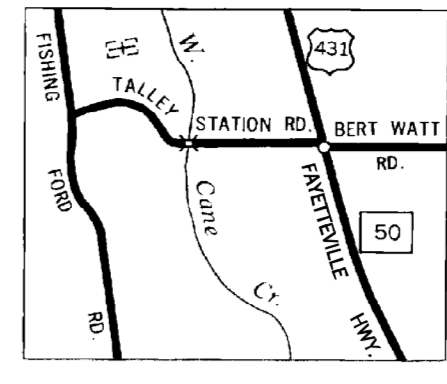 FISHING
FORD
RD.
TALLEY
STATION RD.
W.
Cane
Cr.
431
BERT WATT
RD.
FAYETTEVILLE
HWY.
50